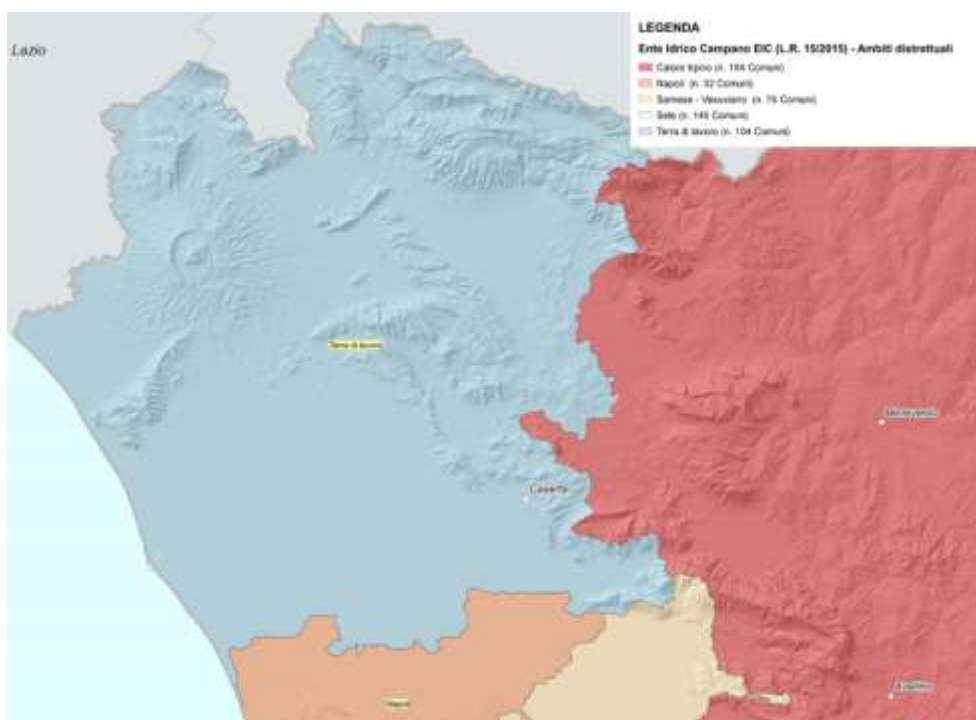 Lazio
LEGENDA
Ente Idrico Campano EIC (L.R. 15/2015) - Ambiti distrettuali
Calore Irpino (n. 195 Comuni)
Napoli (n. 32 Comuni)
Sarnese - Vesuviano (n. 76 Comuni)
Sele (n. 145 Comuni)
Terra di lavoro (n. 104 Comuni)
Terra di lavoro
Benevento
Caserta
Napoli
Avellino